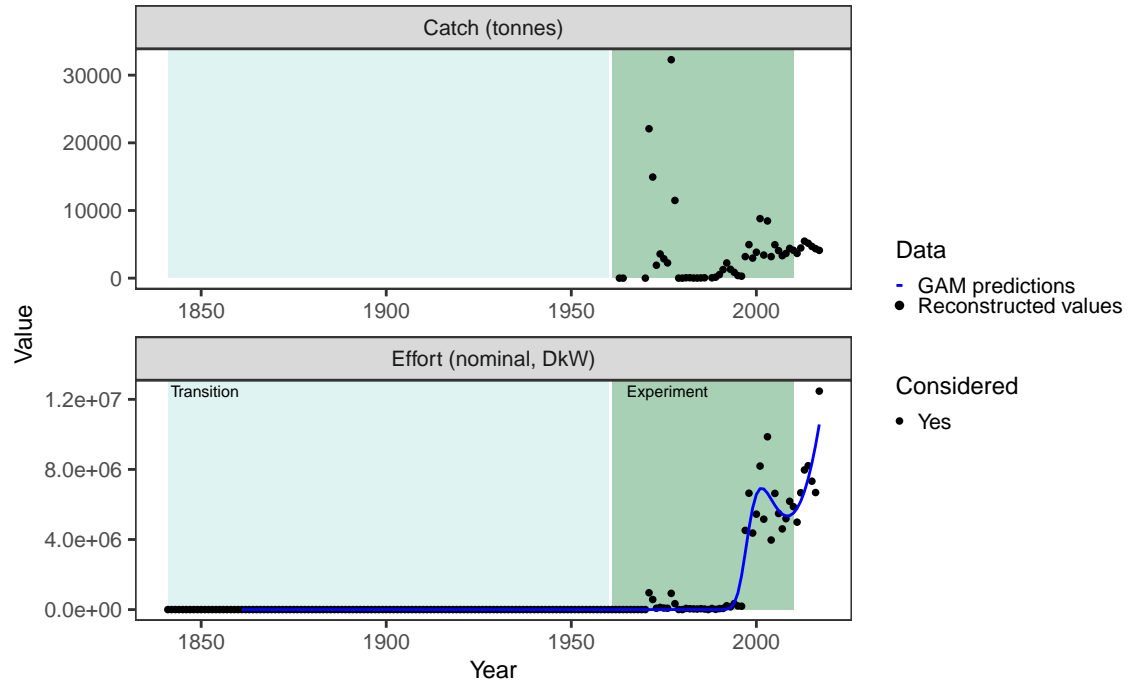 Catch (tonnes)
30000
20000
10000
0
1850
1900
1950
2000
Value
Effort (nominal, DkW)
Transition
Experiment
1.2e+07
8.0e+06
4.0e+06
0.0e+00
1850
1900
1950
2000
Year
Data
GAM predictions
Reconstructed values
Considered
Yes